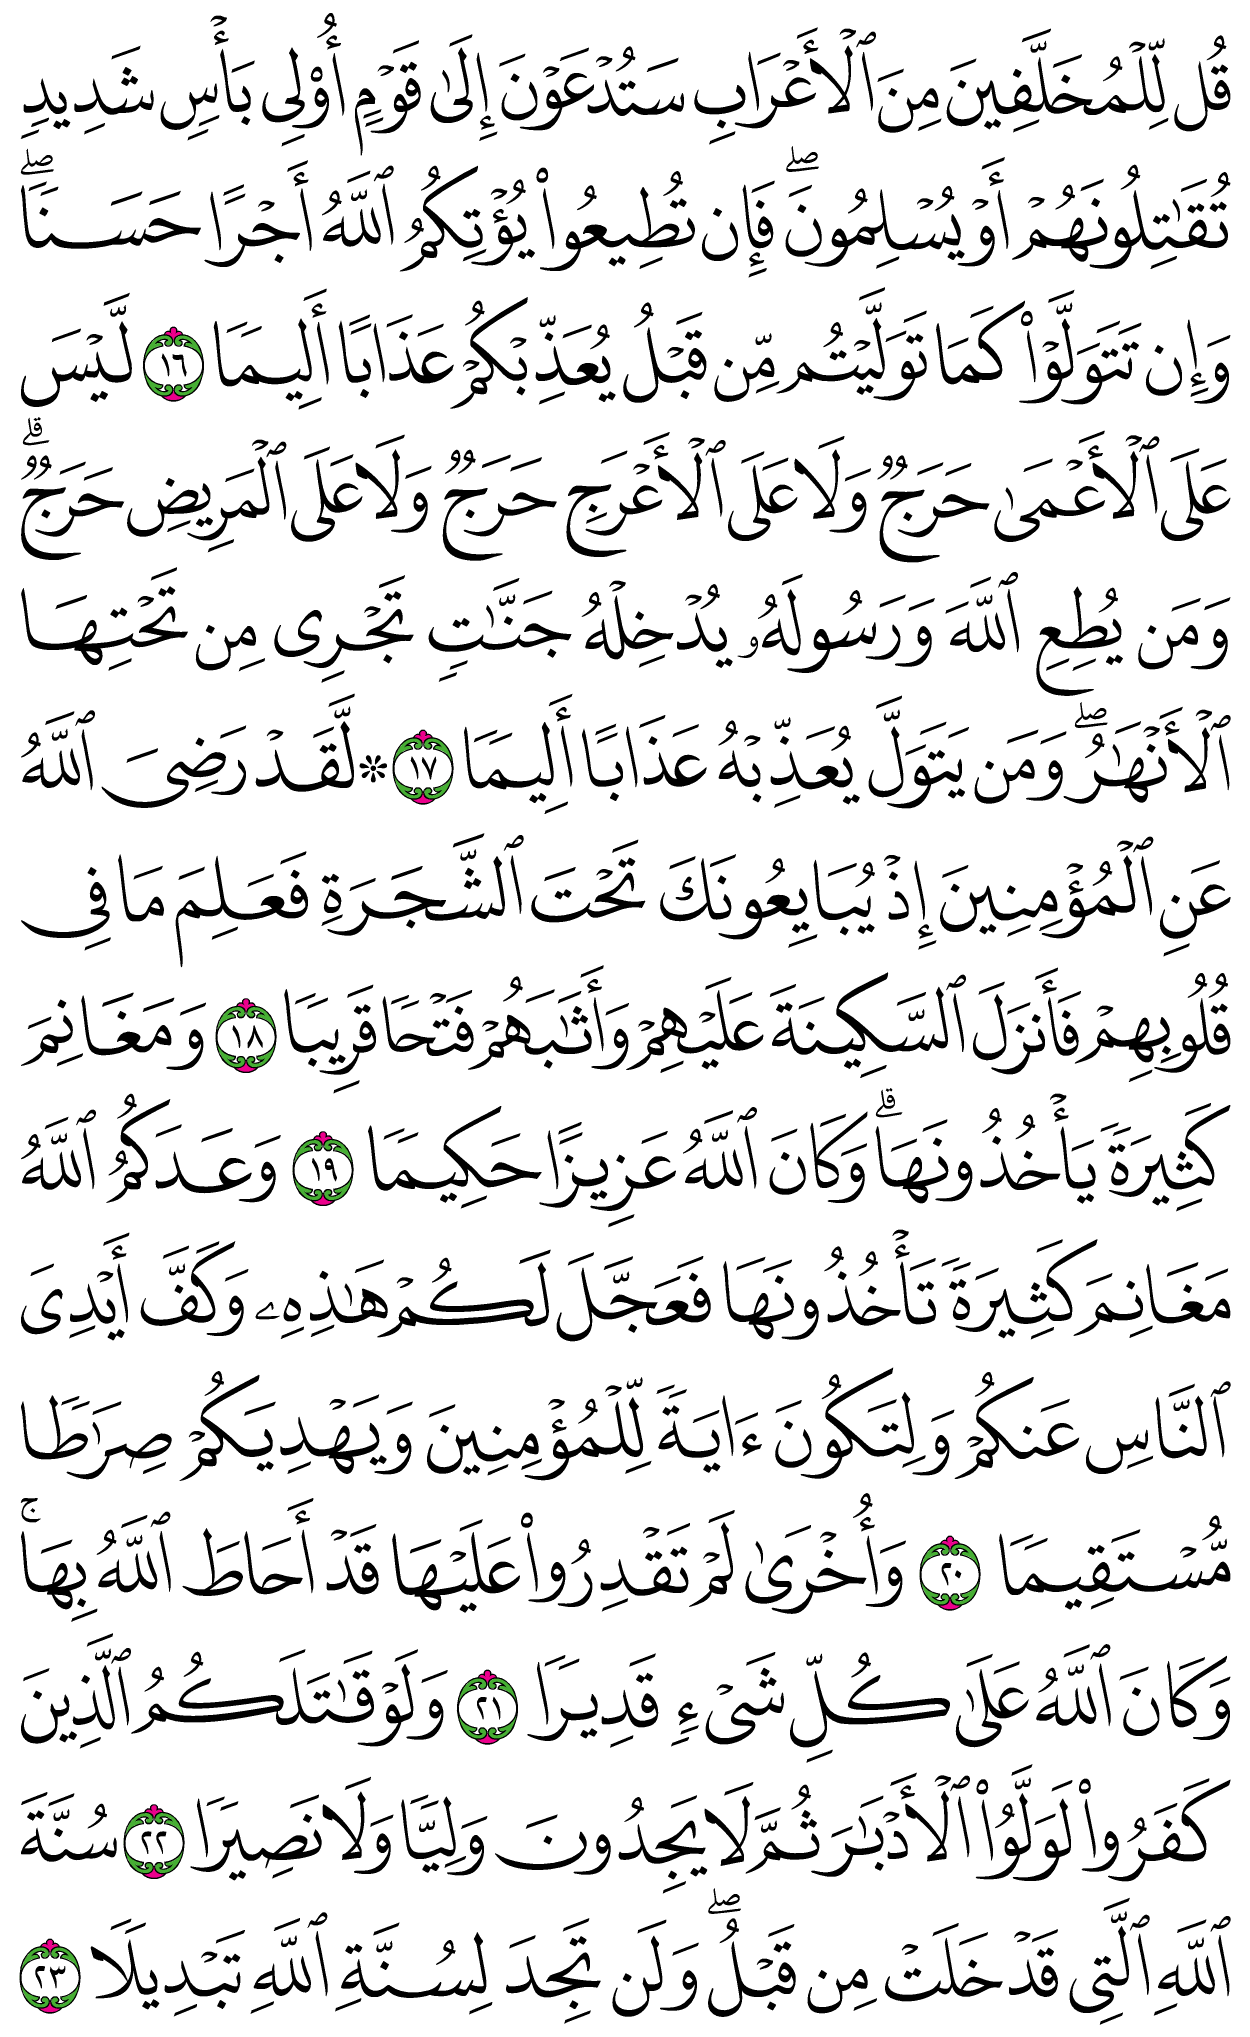 قُل لِّلۡمُخَلَّفِينَ مِنَ ٱلۡأَعۡرَابِ سَتُدۡعَوۡنَ إِلَىٰ قَوۡمٍ أُوْلِي بَأۡسٖ شَدِيدٖ
تُقَٰتِلُونَهُمۡ أَوۡ يُسۡلِمُونَۖ فَإِن تُطِيعُواْ يُؤۡتِكُمُ ٱللَّهُ أَجۡرًا حَسَنٗاۖ
وَإِن تَتَوَلَّوۡاْ كَمَا تَوَلَّيۡتُم مِّن قَبۡلُ يُعَذِّبۡكُمۡ عَذَابًا أَلِيمٗا ١٦ لَّيۡسَ
عَلَى ٱلۡأَعۡمَىٰ حَرَجٞ وَلَا عَلَى ٱلۡأَعۡرَجِ حَرَجٞ وَلَا عَلَى ٱلۡمَرِيضِ حَرَجٞۗ
وَمَن يُطِعِ ٱللَّهَ وَرَسُولَهُۥ يُدۡخِلۡهُ جَنَّٰتٖ تَجۡرِي مِن تَحۡتِهَا
ٱلۡأَنۡهَٰرُۖ وَمَن يَتَوَلَّ يُعَذِّبۡهُ عَذَابًا أَلِيمٗا ١٧ ۞ لَّقَدۡ رَضِيَ ٱللَّهُ
عَنِ ٱلۡمُؤۡمِنِينَ إِذۡ يُبَايِعُونَكَ تَحۡتَ ٱلشَّجَرَةِ فَعَلِمَ مَا فِي
قُلُوبِهِمۡ فَأَنزَلَ ٱلسَّكِينَةَ عَلَيۡهِمۡ وَأَثَٰبَهُمۡ فَتۡحٗا قَرِيبٗا ١٨ وَمَغَانِمَ
كَثِيرَةٗ يَأۡخُذُونَهَاۗ وَكَانَ ٱللَّهُ عَزِيزًا حَكِيمٗا ١٩ وَعَدَكُمُ ٱللَّهُ
مَغَانِمَ كَثِيرَةٗ تَأۡخُذُونَهَا فَعَجَّلَ لَكُمۡ هَٰذِهِۦ وَكَفَّ أَيۡدِيَ
ٱلنَّاسِ عَنكُمۡ وَلِتَكُونَ ءَايَةٗ لِّلۡمُؤۡمِنِينَ وَيَهۡدِيَكُمۡ صِرَٰطٗا
مُّسۡتَقِيمٗا ٢٠ وَأُخۡرَىٰ لَمۡ تَقۡدِرُواْ عَلَيۡهَا قَدۡ أَحَاطَ ٱللَّهُ بِهَاۚ
وَكَانَ ٱللَّهُ عَلَىٰ كُلِّ شَيۡءٖ قَدِيرٗا ٢١ وَلَوۡ قَٰتَلَكُمُ ٱلَّذِينَ
كَفَرُواْ لَوَلَّوُاْ ٱلۡأَدۡبَٰرَ ثُمَّ لَا يَجِدُونَ وَلِيّٗا وَلَا نَصِيرٗا ٢٢ سُنَّةَ
ٱللَّهِ ٱلَّتِي قَدۡ خَلَتۡ مِن قَبۡلُۖ وَلَن تَجِدَ لِسُنَّةِ ٱللَّهِ تَبۡدِيلٗا ٢٣